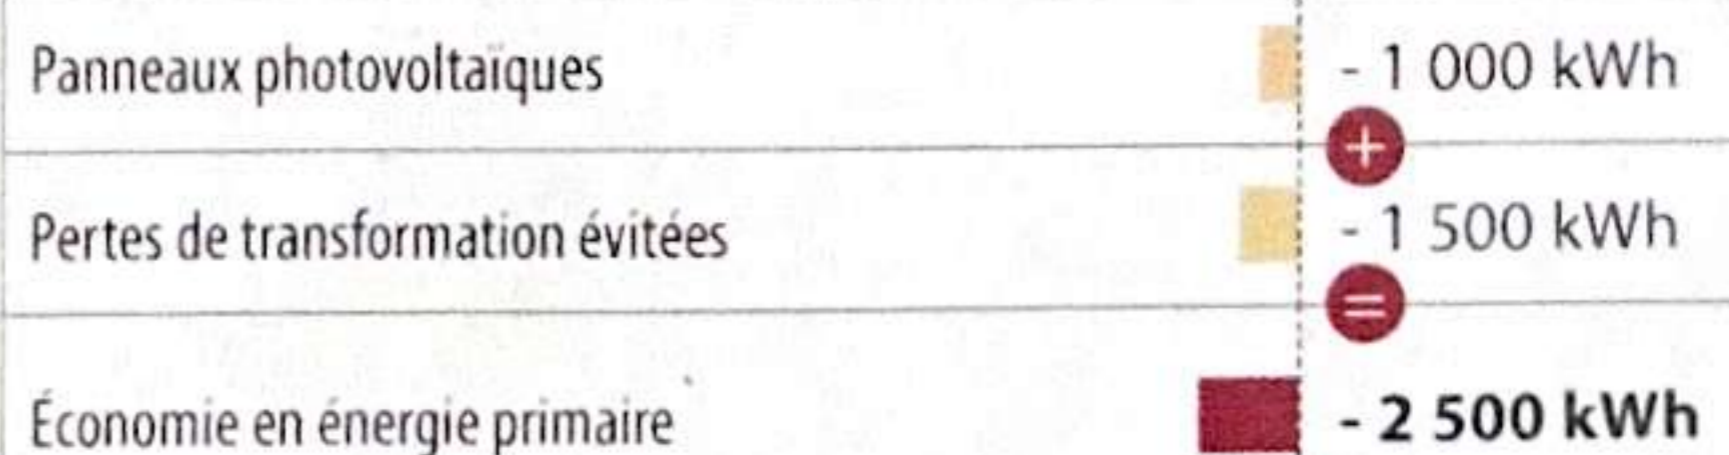 Panneaux photovoltaïques - 1 000 kWh
+
Pertes de transformation évitées - 1 500 kWh
=
Économie en énergie primaire - 2 500 kWh